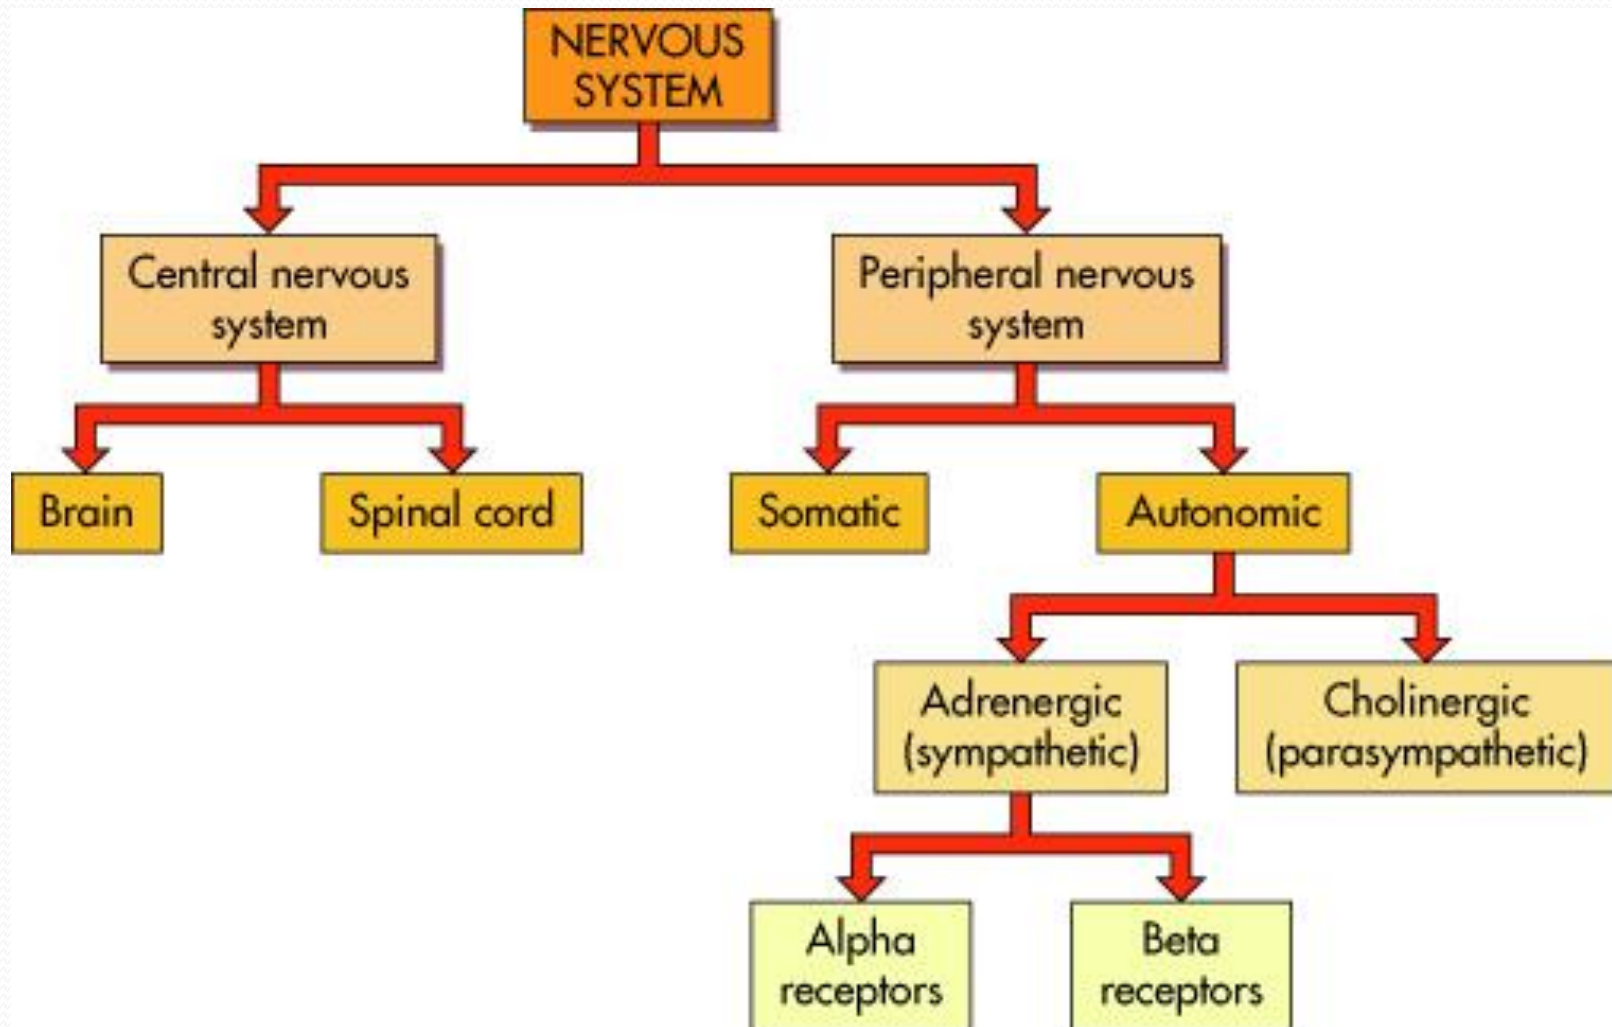 NERVOUS
SYSTEM
Central nervous
system
Peripheral nervous
system
Brain
Spinal cord
Somatic
Autonomic
Adrenergic
(sympathetic)
Cholinergic
(parasympathetic)
Alpha
receptors
Beta
receptors